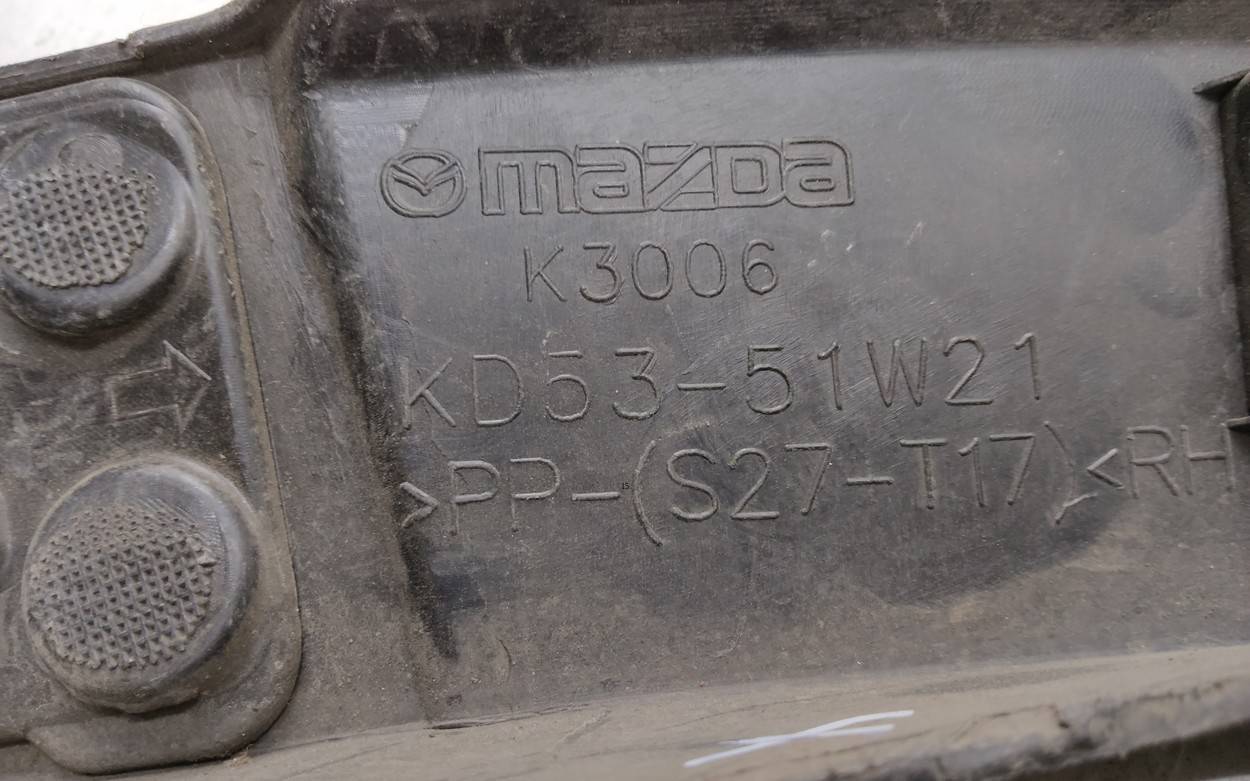 mazda
K3006
KD53-51W21
>PP-(S27-T17)<RH